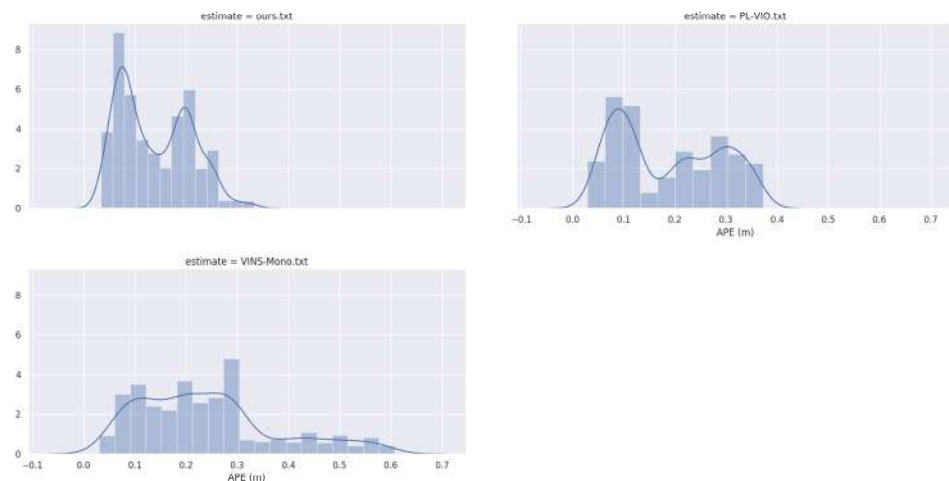 estimate = ours.txt
8
6
4
2
0
estimate = PL-VIO.txt
−0.1 0.0 0.1 0.2 0.3 0.4 0.5 0.6 0.7
APE (m)
estimate = VINS-Mono.txt
8
6
4
2
0
−0.1 0.0 0.1 0.2 0.3 0.4 0.5 0.6 0.7
APE (m)